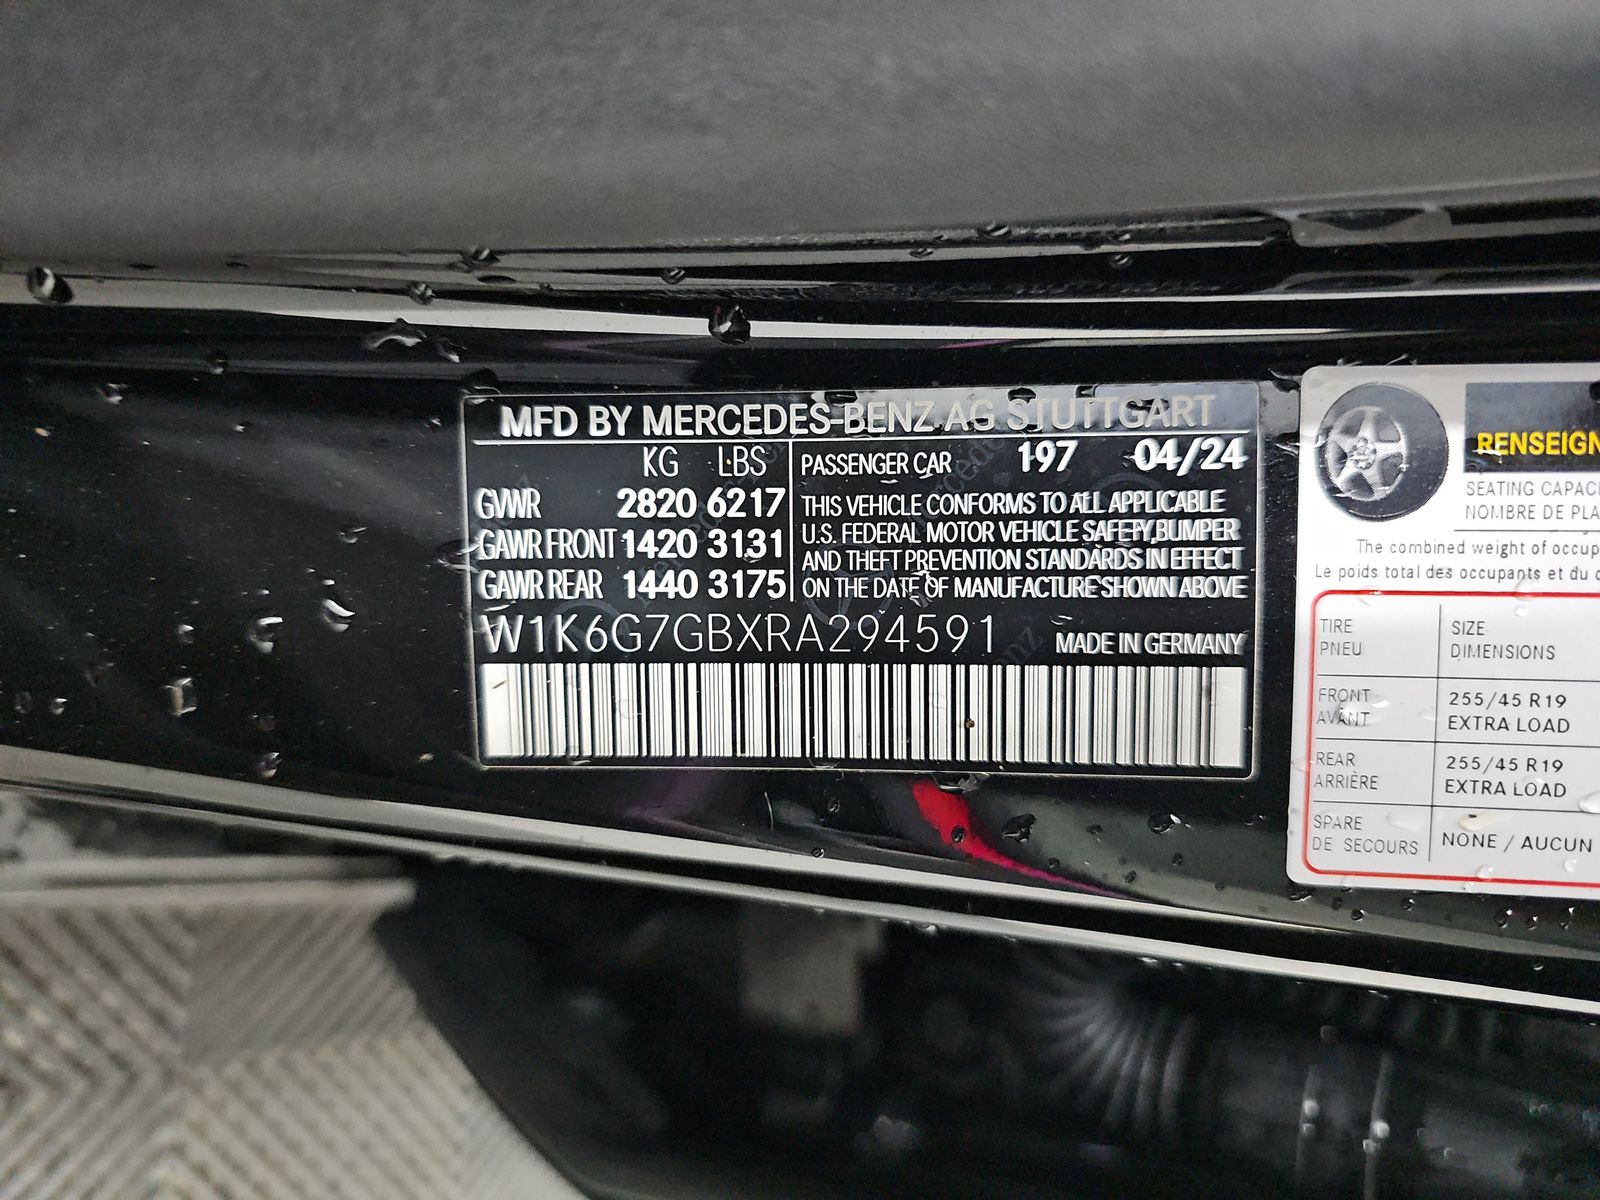 MFD BY MERCEDES-BENZ AG STUTTGART
KG LBS
GVWR 2820 6217
GAWR FRONT 1420 3131
GAWR REAR 1440 3175
PASSENGER CAR 197 04/24
THIS VEHICLE CONFORMS TO ALL APPLICABLE
U.S. FEDERAL MOTOR VEHICLE SAFETY, BUMPER
AND THEFT PREVENTION STANDARDS IN EFFECT
ON THE DATE OF MANUFACTURE SHOWN ABOVE
W1K6G7GBXRA294591 MADE IN GERMANY
RENSEIGN
SEATING CAPACI
NOMBRE DE PLA
The combined weight of occup
Le poids total des occupants et du c
TIRE SIZE
PNEU DIMENSIONS
FRONT 255/45 R19
AVANT EXTRA LOAD
REAR 255/45 R19
ARRIÈRE EXTRA LOAD
SPARE
DE SECOURS NONE / AUCUN